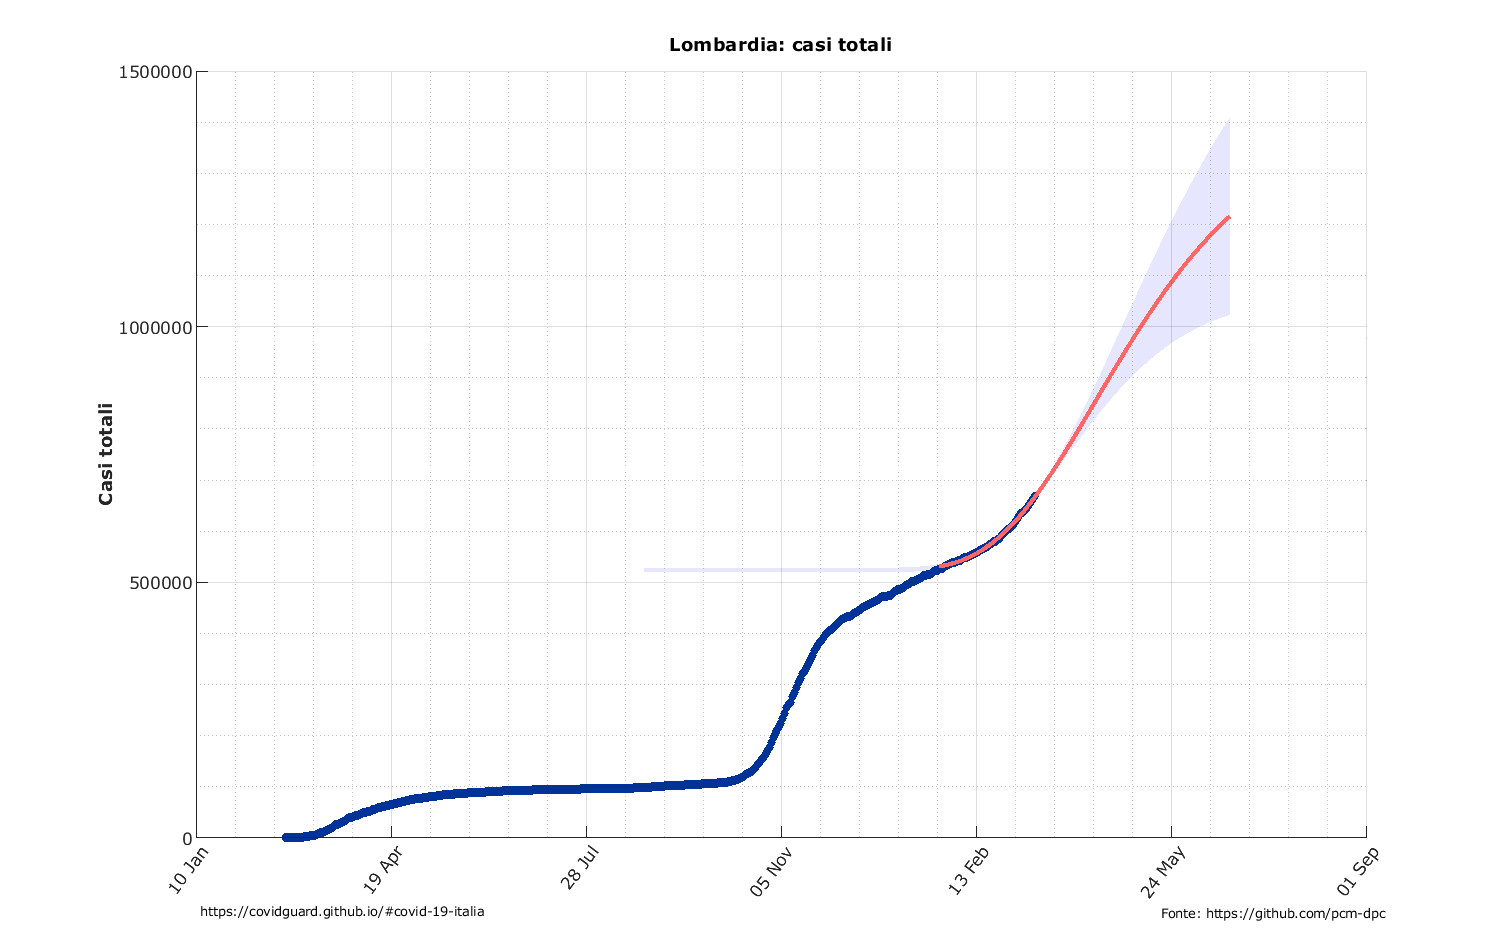 Lombardia: casi totali
1500000
1000000
500000
0
Casi totali
10 Jan
19 Apr
28 Jul
05 Nov
13 Feb
24 May
01 Sep
https://covidguard.github.io/#covid-19-italia
Fonte: https://github.com/pcm-dpc